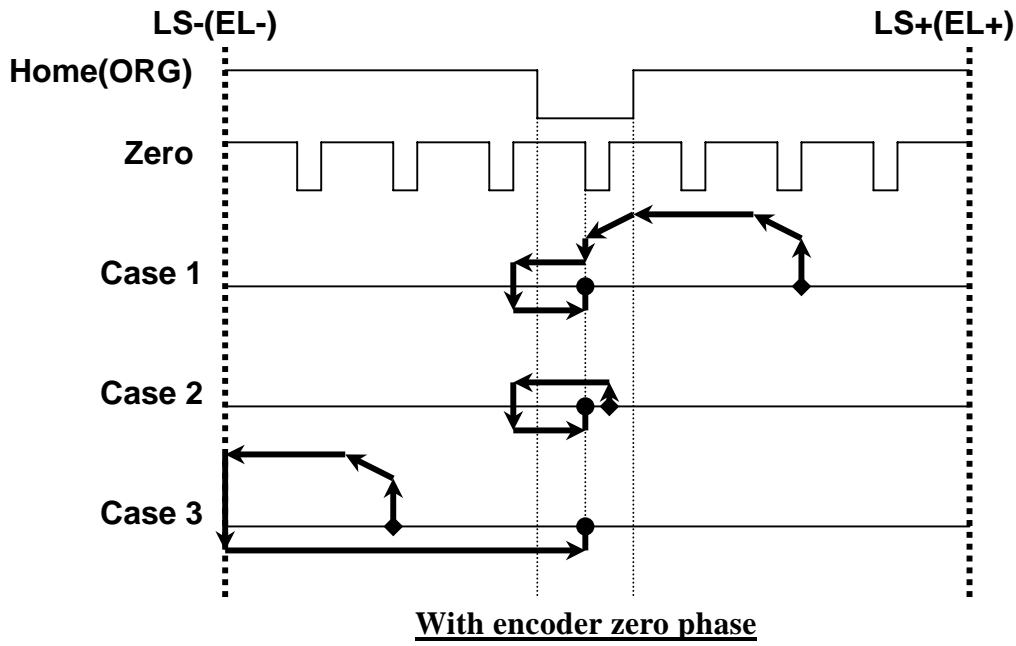 LS-(EL-)
LS+(EL+)
Home(ORG)
Zero
Case 1
Case 2
Case 3
With encoder zero phase